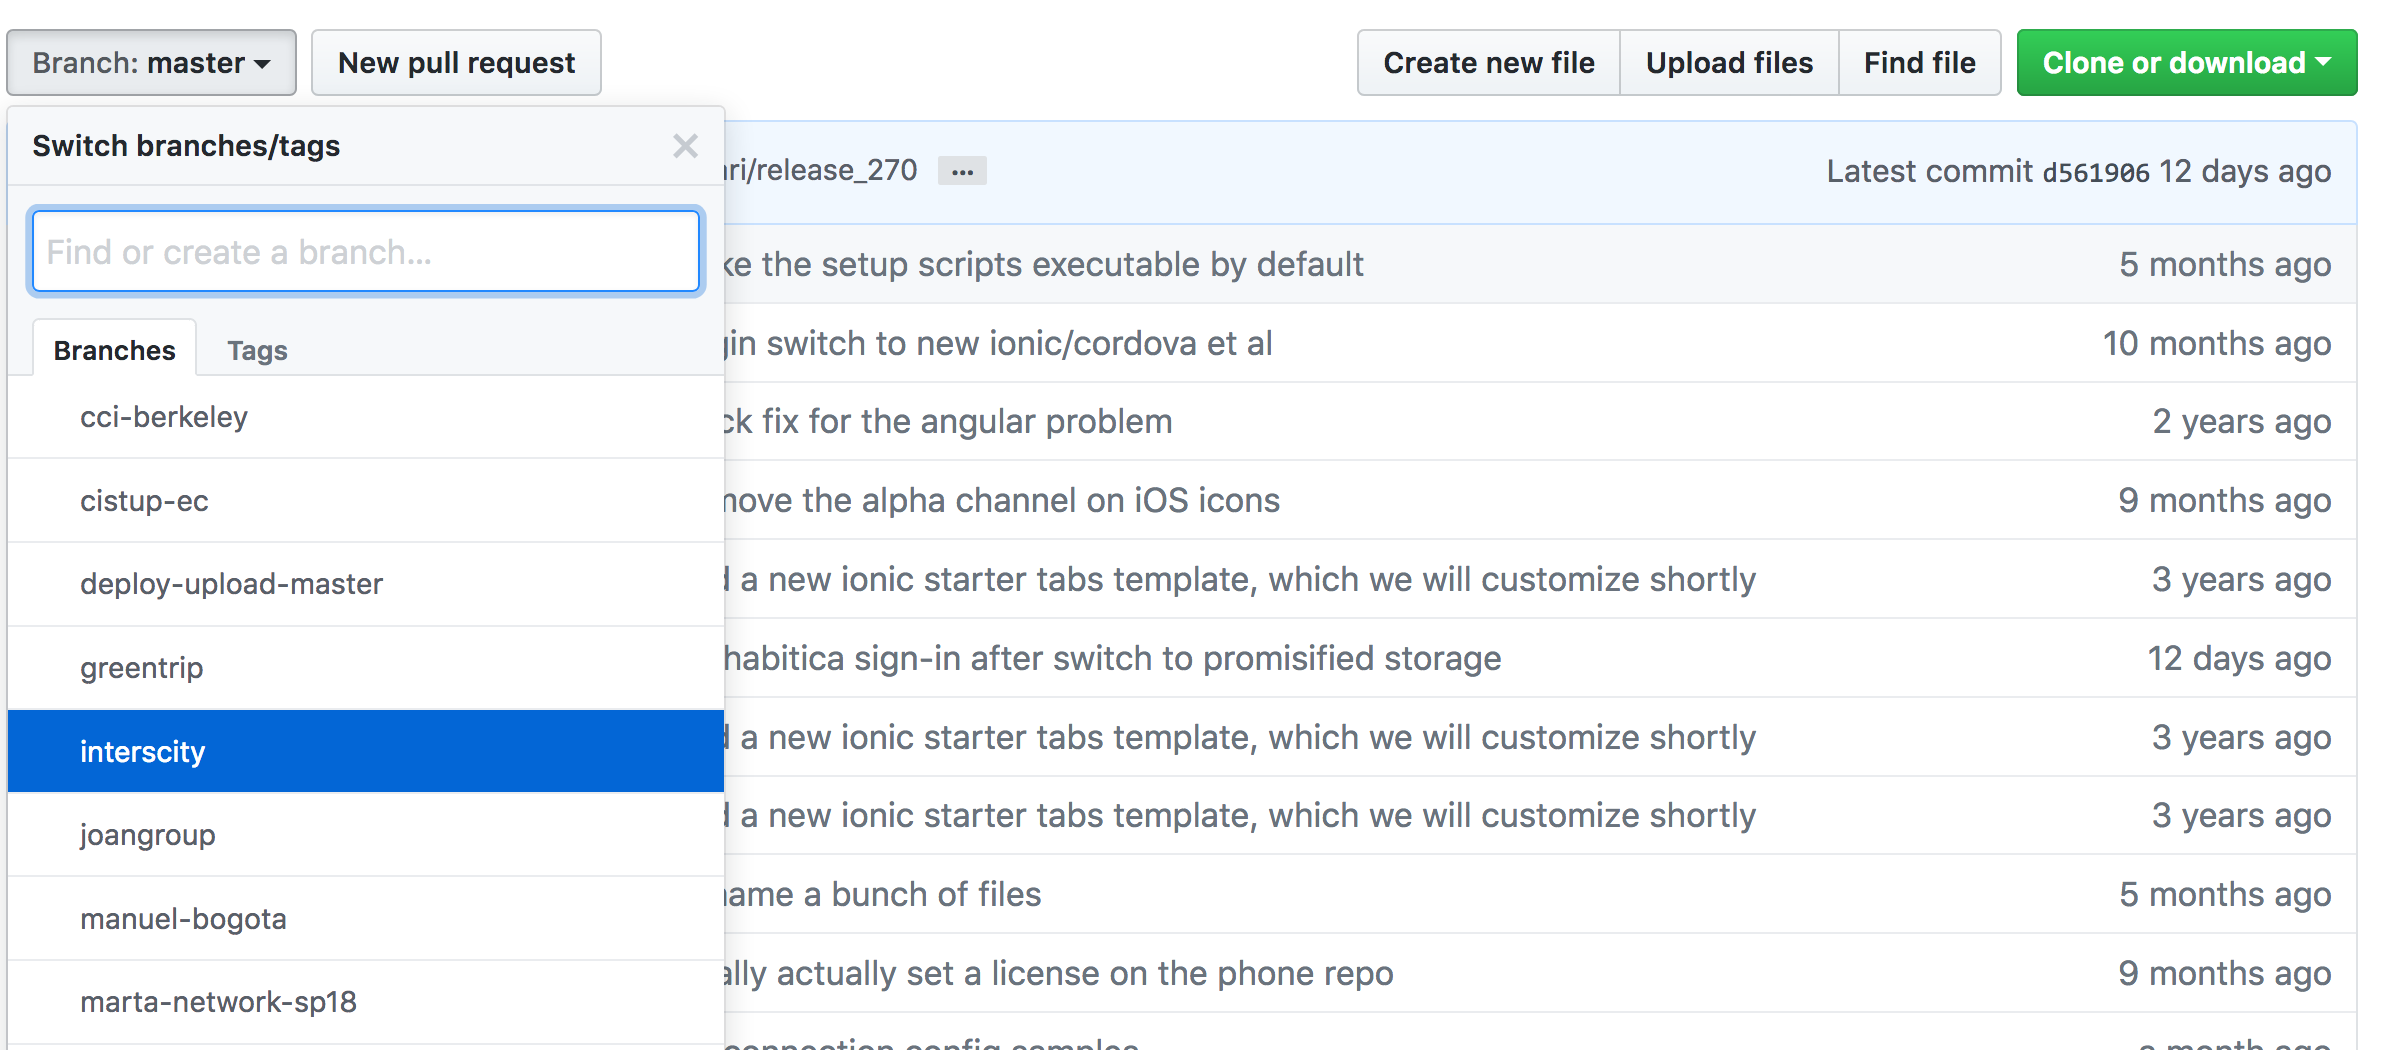 Branch: master
New pull request
Create new file
Upload files
Find file
Clone or download
Switch branches/tags
Find or create a branch...
Branches
Tags
cci-berkeley
cistup-ec
deploy-upload-master
greentrip
interscity
joangroup
manuel-bogota
marta-network-sp18
ri/release_270 ...
Latest commit d561906 12 days ago
the setup scripts executable by default
5 months ago
switch to new ionic/cordova et al
10 months ago
fix for the angular problem
2 years ago
the alpha channel on iOS icons
9 months ago
a new ionic starter tabs template, which we will customize shortly
3 years ago
habitica sign-in after switch to promisified storage
12 days ago
a new ionic starter tabs template, which we will customize shortly
3 years ago
a new ionic starter tabs template, which we will customize shortly
3 years ago
a bunch of files
5 months ago
actually set a license on the phone repo
9 months ago
connection config samples
a month ago